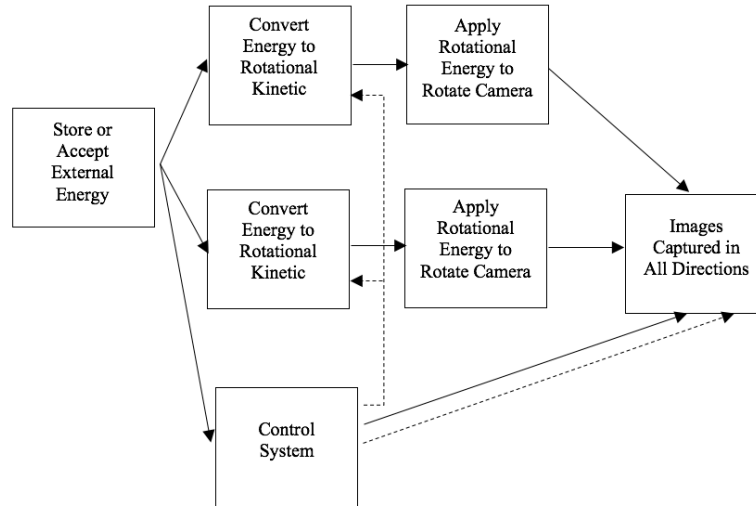 Convert
Energy to
Rotational
Kinetic
Apply
Rotational
Energy to
Rotate Camera
Store or
Accept
External
Energy
Convert
Energy to
Rotational
Kinetic
Apply
Rotational
Energy to
Rotate Camera
Images
Captured in
All Directions
Control
System